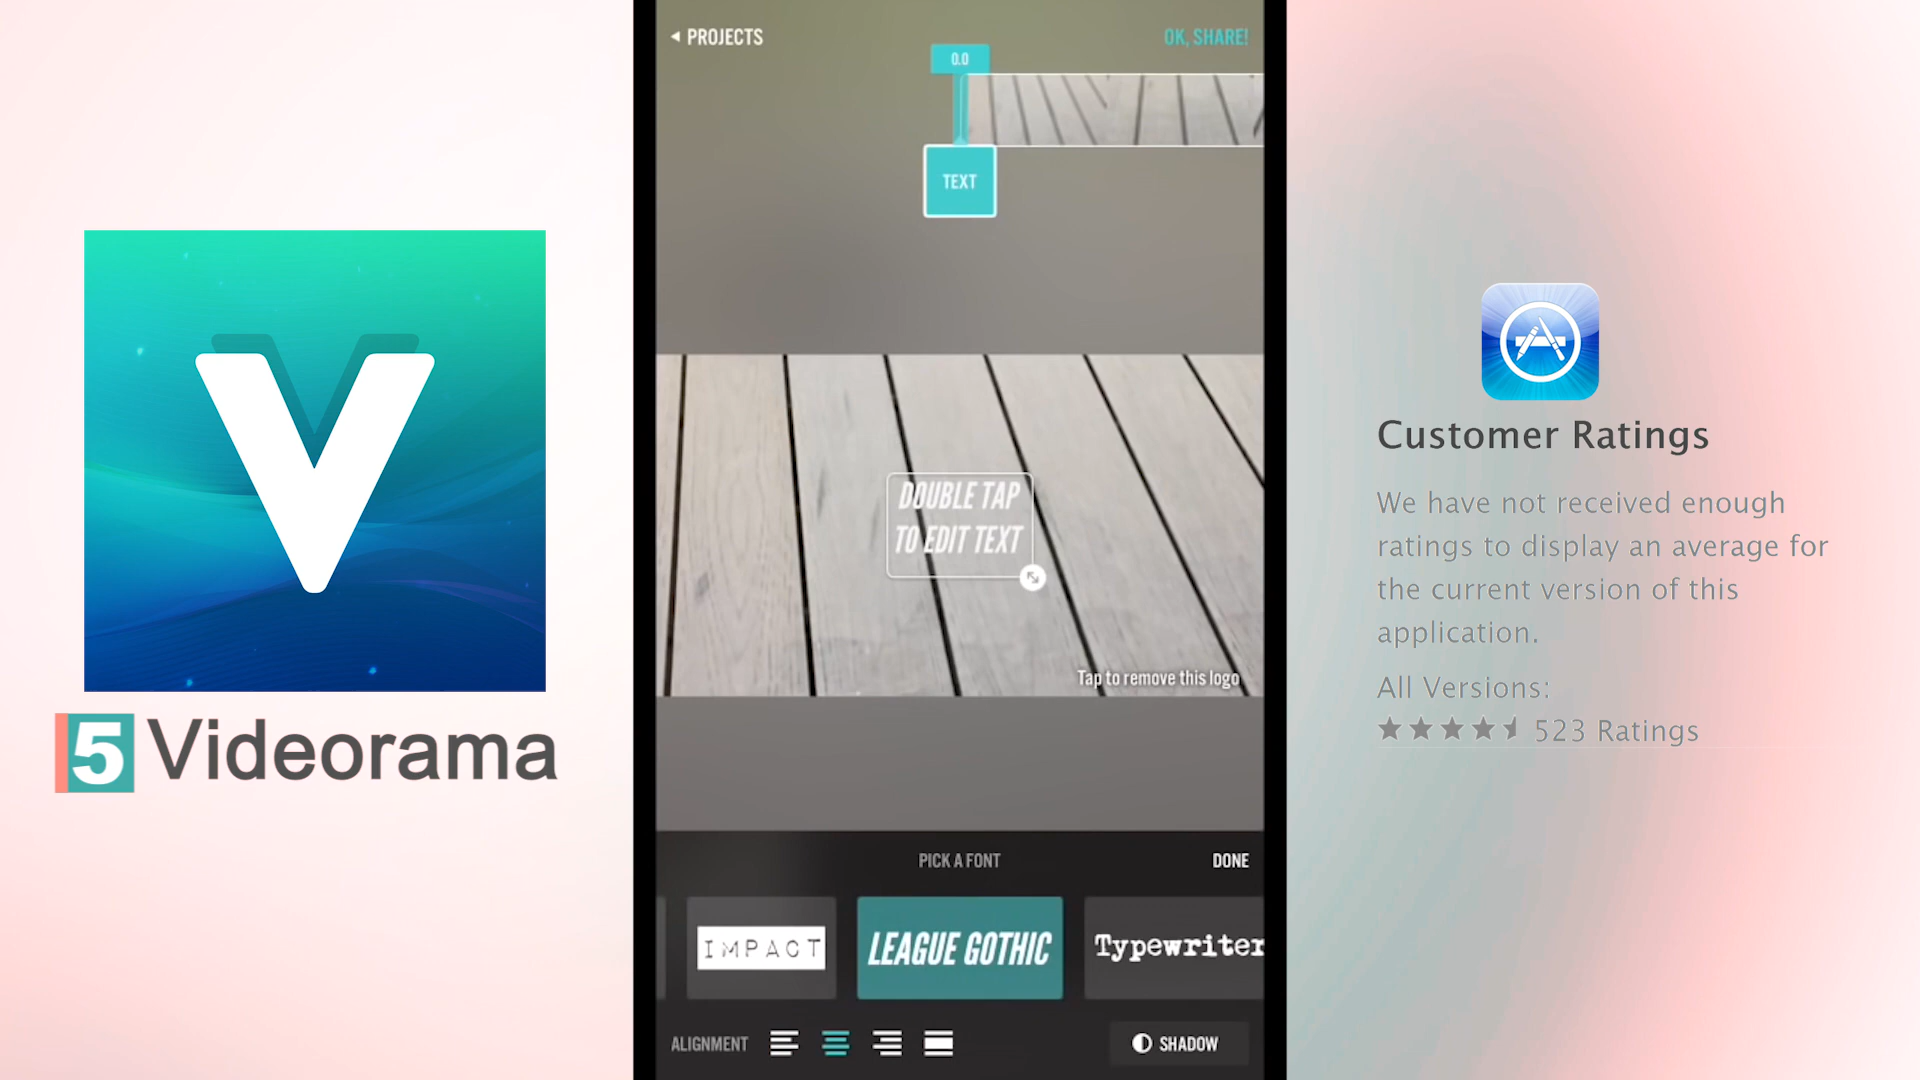 V
5 Videorama
◂ PROJECTS
OK, SHARE!
0.0
TEXT
DOUBLE TAP
TO EDIT TEXT
Tap to remove this logo
PICK A FONT
DONE
IMPACT
LEAGUE GOTHIC
Typewriter
ALIGNMENT
SHADOW
Customer Ratings
We have not received enough
ratings to display an average for
the current version of this
application.
All Versions:
523 Ratings